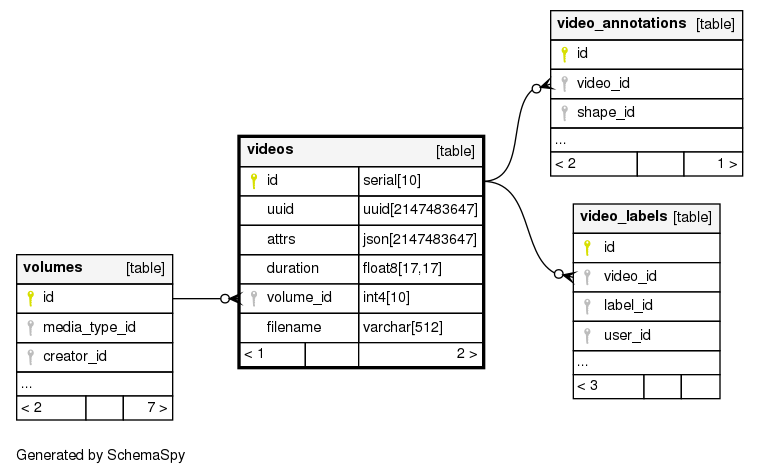 video_annotations [table]
id
video_id
shape_id
...
< 2 1 >
videos [table]
id serial[10]
uuid uuid[2147483647]
attrs json[2147483647]
duration float8[17,17]
volume_id int4[10]
filename varchar[512]
< 1 2 >
video_labels [table]
id
video_id
label_id
user_id
...
< 3
volumes [table]
id
media_type_id
creator_id
...
< 2 7 >
Generated by SchemaSpy